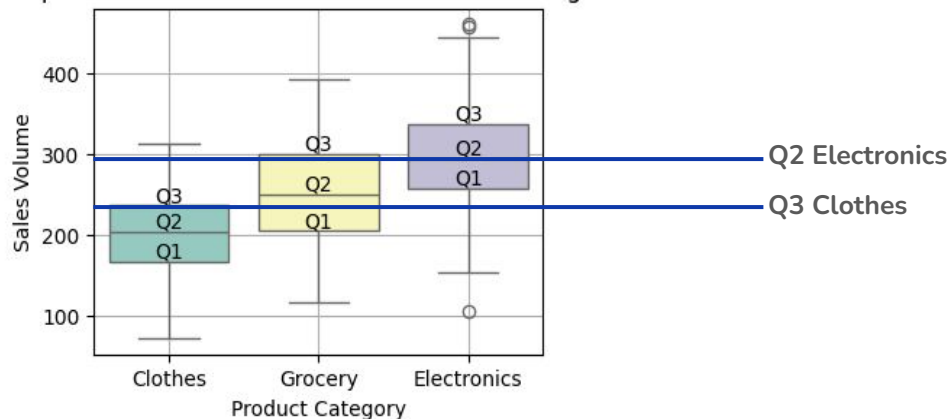 400
300
200
100
Sales Volume
Q3
Q2
Q1
Q3
Q2
Q1
Q3
Q2
Q1
Q2 Electronics
Q3 Clothes
Clothes
Grocery
Electronics
Product Category